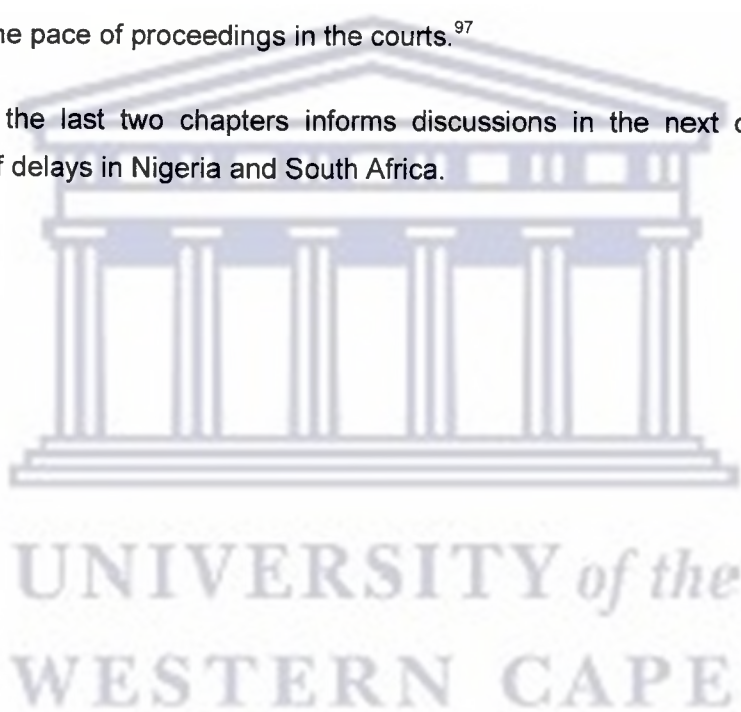 ne pace of proceedings in the courts.97
the last two chapters informs discussions in the next c
f delays in Nigeria and South Africa.
UNIVERSITY of the
WESTERN CAPE